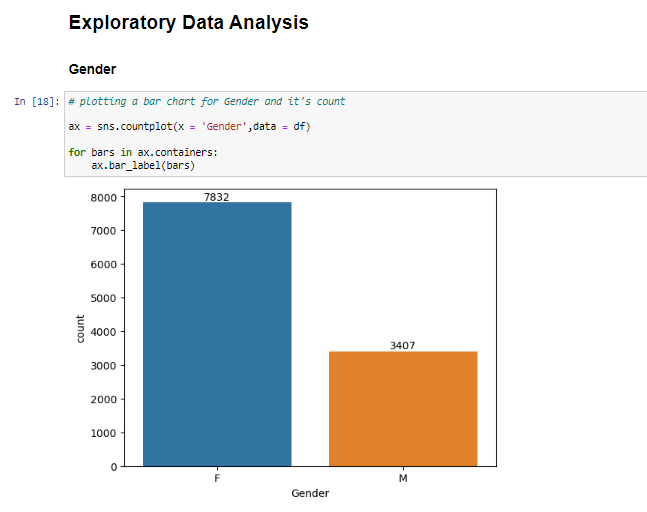 Exploratory Data Analysis
Gender
In [18]: # plotting a bar chart for Gender and it's count
ax = sns.countplot(x = 'Gender',data = df)
for bars in ax.containers:
    ax.bar_label(bars)
7832
3407
8000
7000
6000
5000
4000
3000
2000
1000
0
count
F
M
Gender